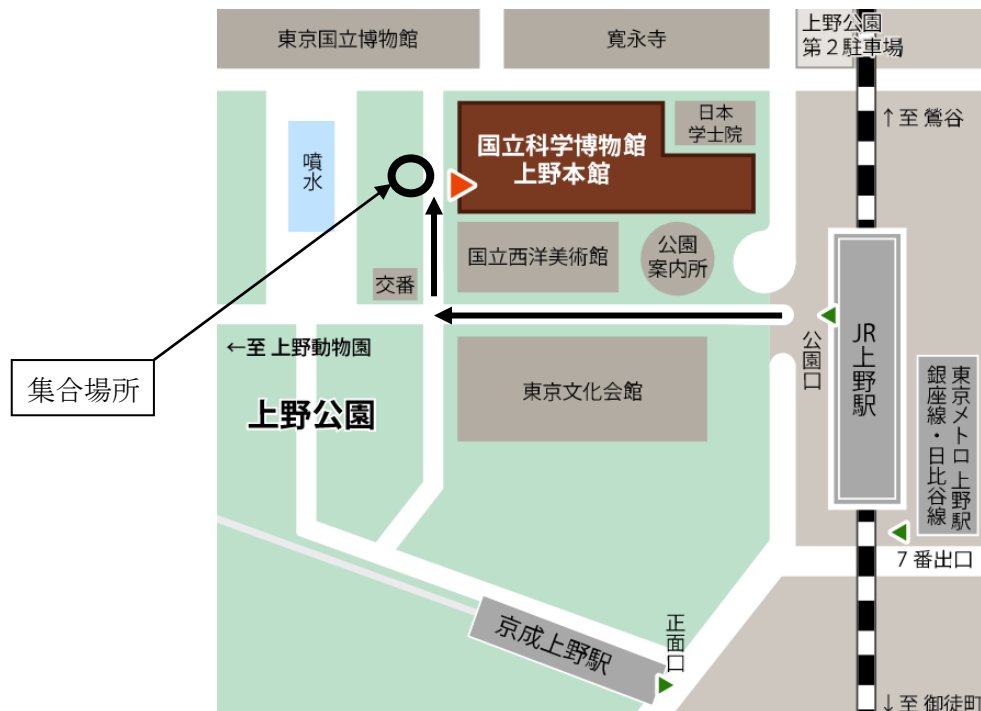 東京国立博物館
寛永寺
上野公園
第２駐車場
噴水
国立科学博物館
上野本館
日本
学士院
↑至 鶯谷
国立西洋美術館
公園
案内所
交番
←至 上野動物園
集合場所
上野公園
東京文化会館
公園口
JR上野駅
東京メトロ 上野駅
銀座線・日比谷線
７番出口
京成上野駅
正面口
↓至 御徒町